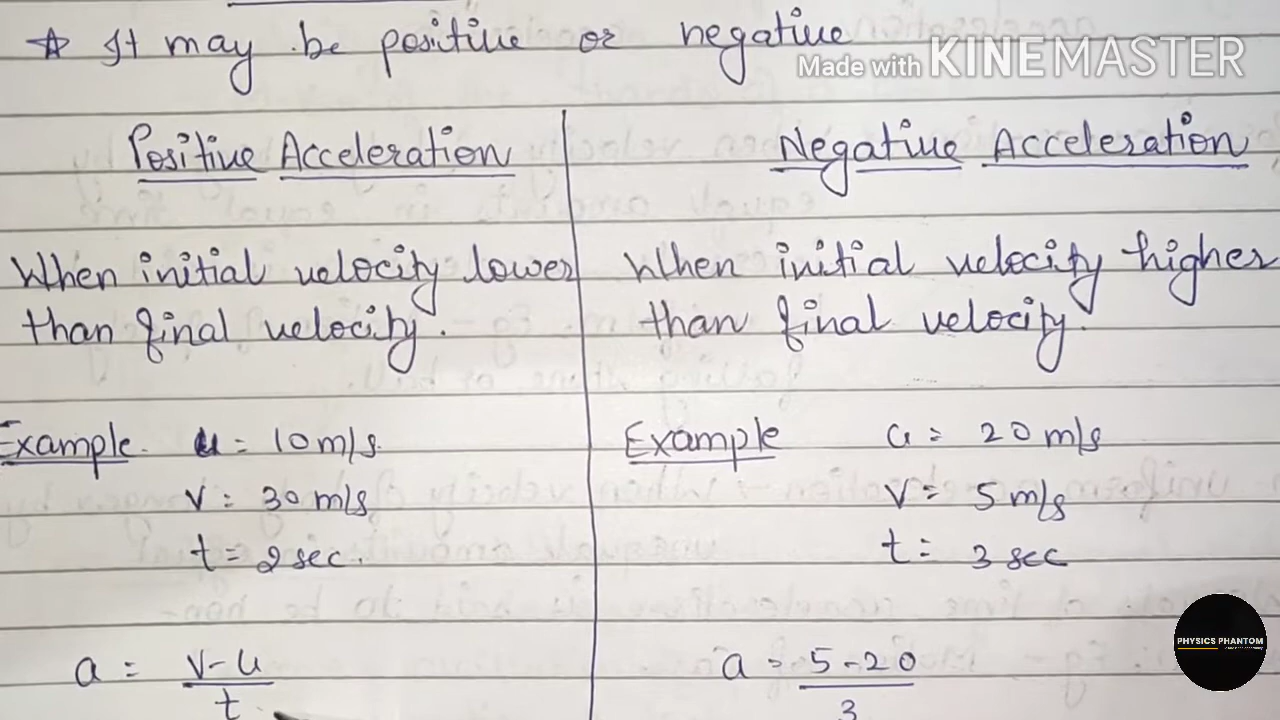 ☆ It may be positive or negative
Made with KINEMASTER
Positive Acceleration
When initial velocity lower
than final velocity.
Example. u = 10 m/s.
v = 30 m/s
t = 2 sec.
a = v-u
t
Negative Acceleration
When initial velocity higher
than final velocity.
Example u = 20 m/s
v = 5 m/s
t = 3 sec
a = 5-20
3
PHYSICS PHANTOM